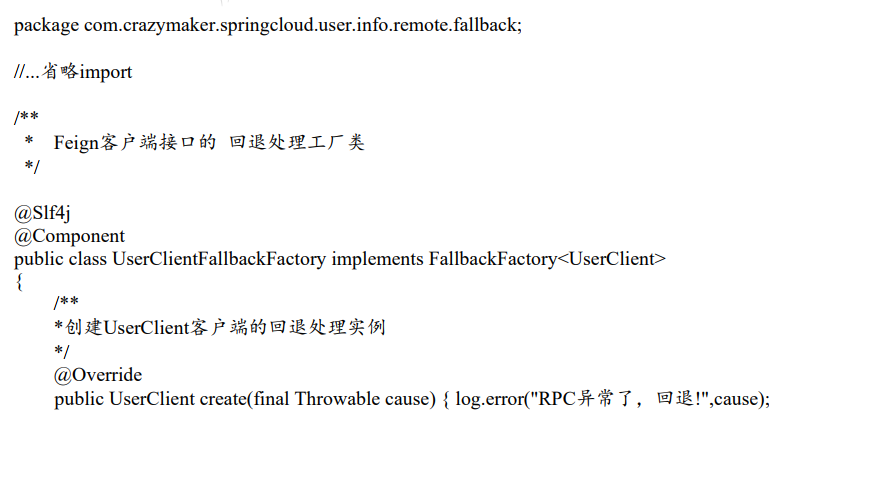 package com.crazymaker.springcloud.user.info.remote.fallback;
//...省略import
/**
* Feign客户端接口的 回退处理工厂类
*/
@Slf4j
@Component
public class UserClientFallbackFactory implements FallbackFactory<UserClient>
{
/**
*创建UserClient客户端的回退处理实例
*/
@Override
public UserClient create(final Throwable cause) { log.error("RPC异常了，回退!",cause);